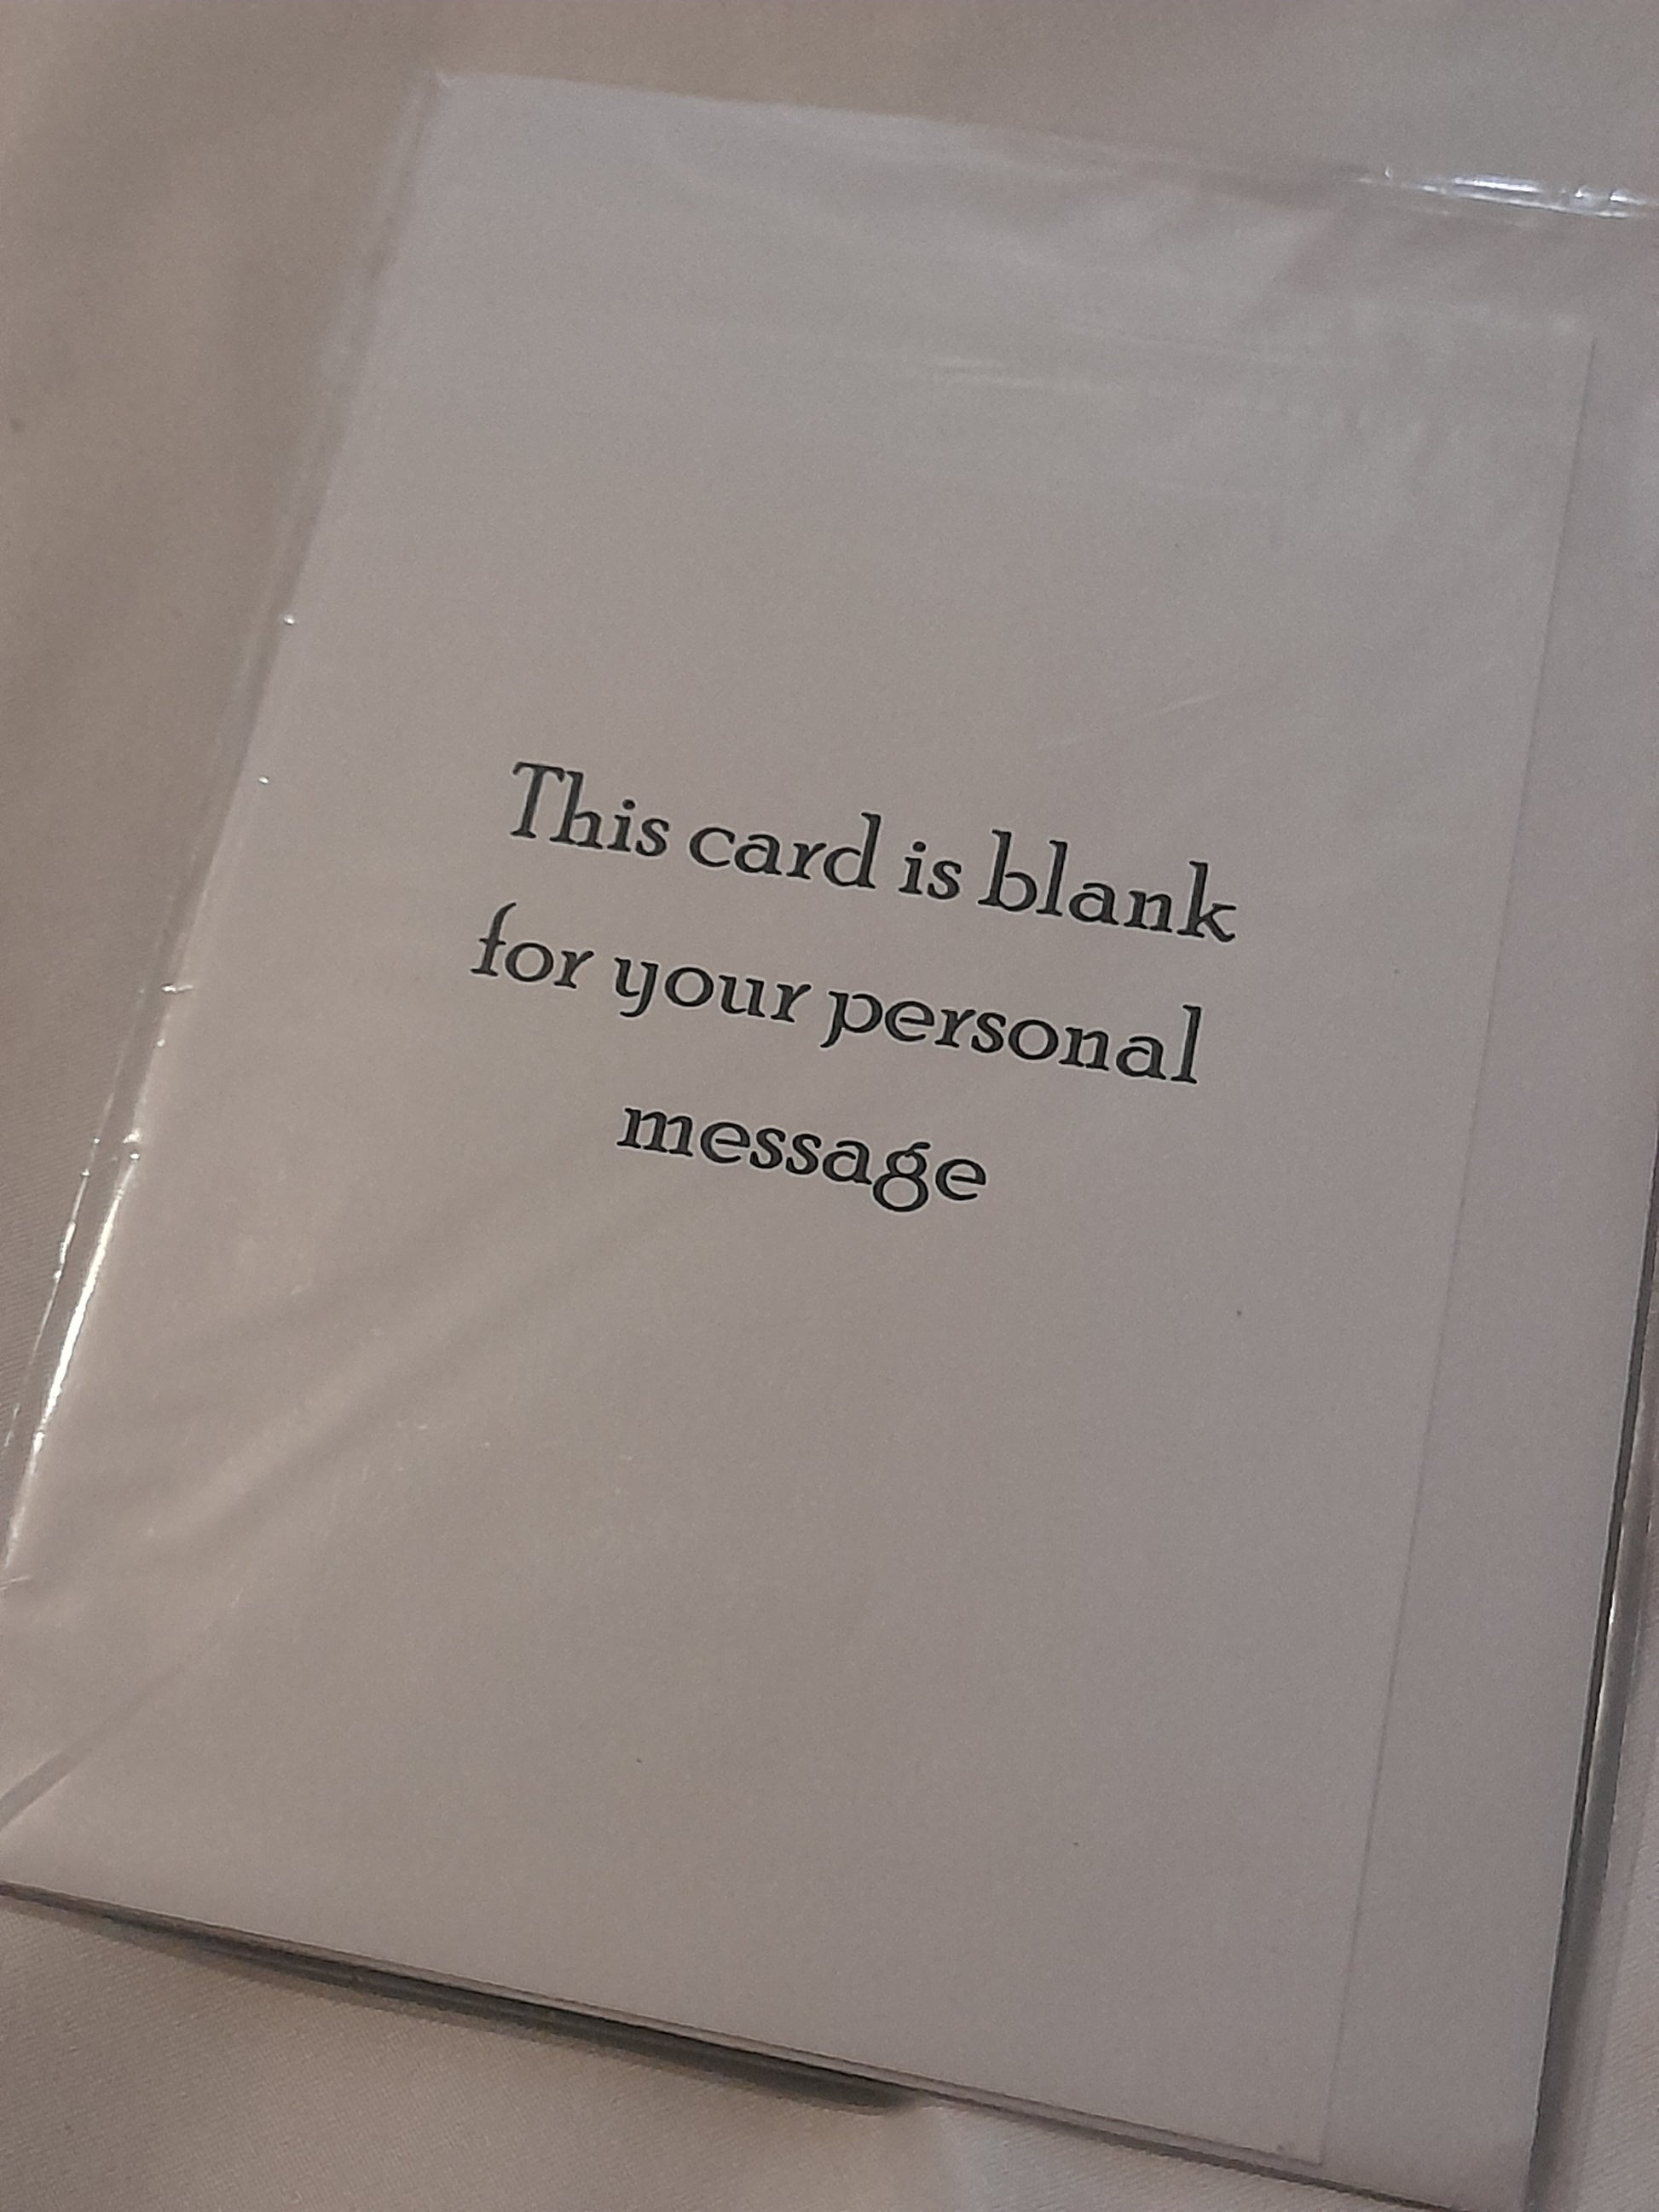 This card is blank
for your personal
message